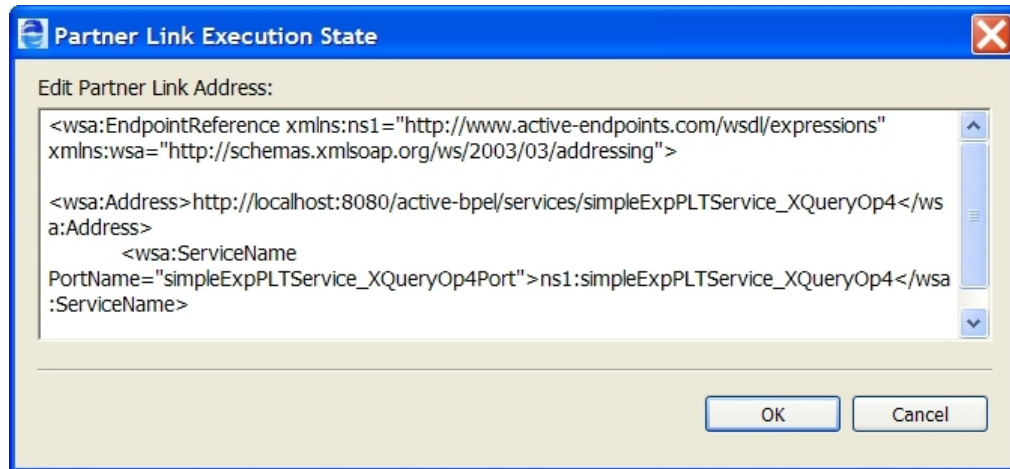 Partner Link Execution State
Edit Partner Link Address:
<wsa:EndpointReference xmlns:ns1="http://www.active-endpoints.com/wsdl/expressions"
xmlns:wsa="http://schemas.xmlsoap.org/ws/2003/03/addressing">
<wsa:Address>http://localhost:8080/active-bpel/services/simpleExpPLTService_XQueryOp4</ws
a:Address>
<wsa:ServiceName
PortName="simpleExpPLTService_XQueryOp4Port">ns1:simpleExpPLTService_XQueryOp4</wsa
:ServiceName>
OK Cancel